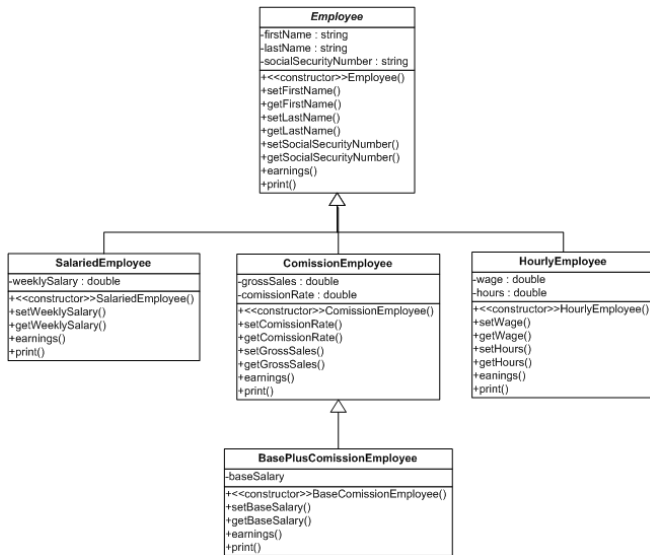 Employee
-firstName : string
-lastName : string
-socialSecurityNumber : string
+<<constructor>>Employee()
+setFirstName()
+getFirstName()
+setLastName()
+getLastName()
+setSocialSecurityNumber()
+getSocialSecurityNumber()
+earnings()
+print()
SalariedEmployee
-weeklySalary : double
+<<constructor>>SalariedEmployee()
+setWeeklySalary()
+getWeeklySalary()
+earnings()
+print()
ComissionEmployee
-grossSales : double
-comissionRate : double
+<<constructor>>ComissionEmployee()
+setComissionRate()
+getComissionRate()
+setGrossSales()
+getGrossSales()
+earnings()
+print()
HourlyEmployee
-wage : double
-hours : double
+<<constructor>>HourlyEmployee()
+setWage()
+getWage()
+setHours()
+getHours()
+eanings()
+print()
BasePlusComissionEmployee
-baseSalary
+<<constructor>>BaseComissionEmployee()
+setBaseSalary()
+getBaseSalary()
+earnings()
+print()